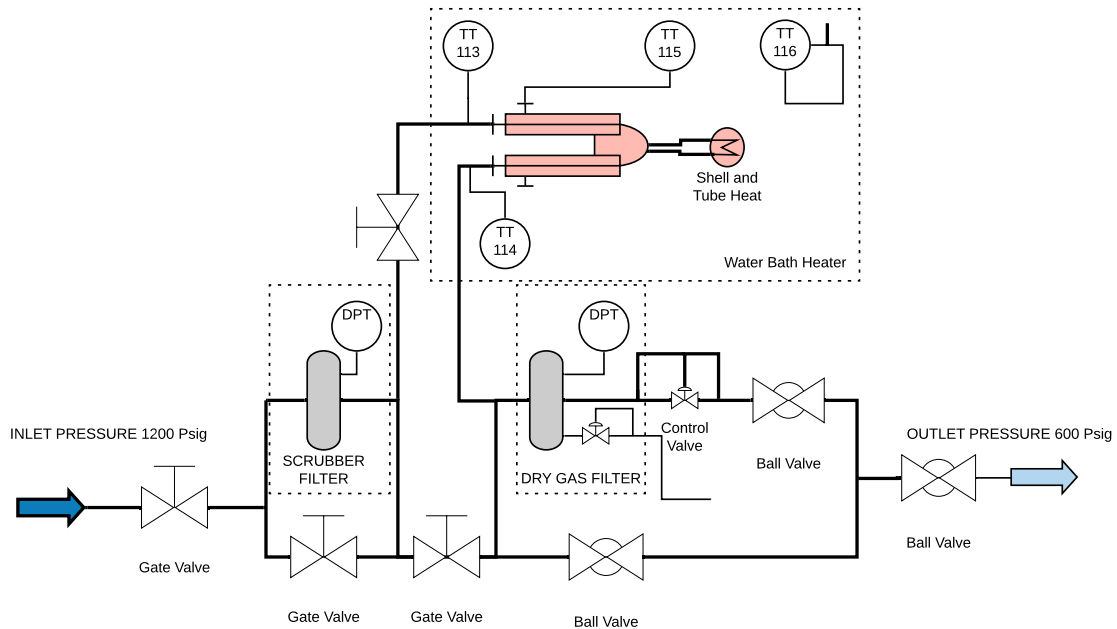 TT
113
TT
115
TT
116
Shell and
Tube Heat
TT
114
Water Bath Heater
DPT
DPT
INLET PRESSURE 1200 Psig
Control
Valve
OUTLET PRESSURE 600 Psig
SCRUBBER
FILTER
DRY GAS FILTER
Ball Valve
Gate Valve
Ball Valve
Gate Valve
Gate Valve
Ball Valve